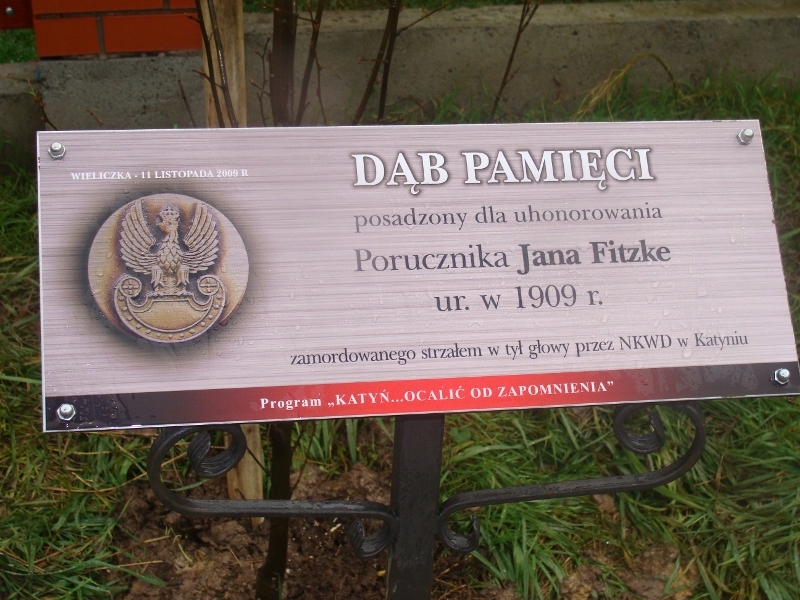 WIELICZKA - 11 LISTOPADA 2009 R
DĄB PAMIĘCI
posadzony dla uhonorowania
Porucznika Jana Fitzke
ur. w 1909 r.
zamordowanego strzałem w tył głowy przez NKWD w Katyniu
Program „KATYŃ...OCALIĆ OD ZAPOMNIENIA”